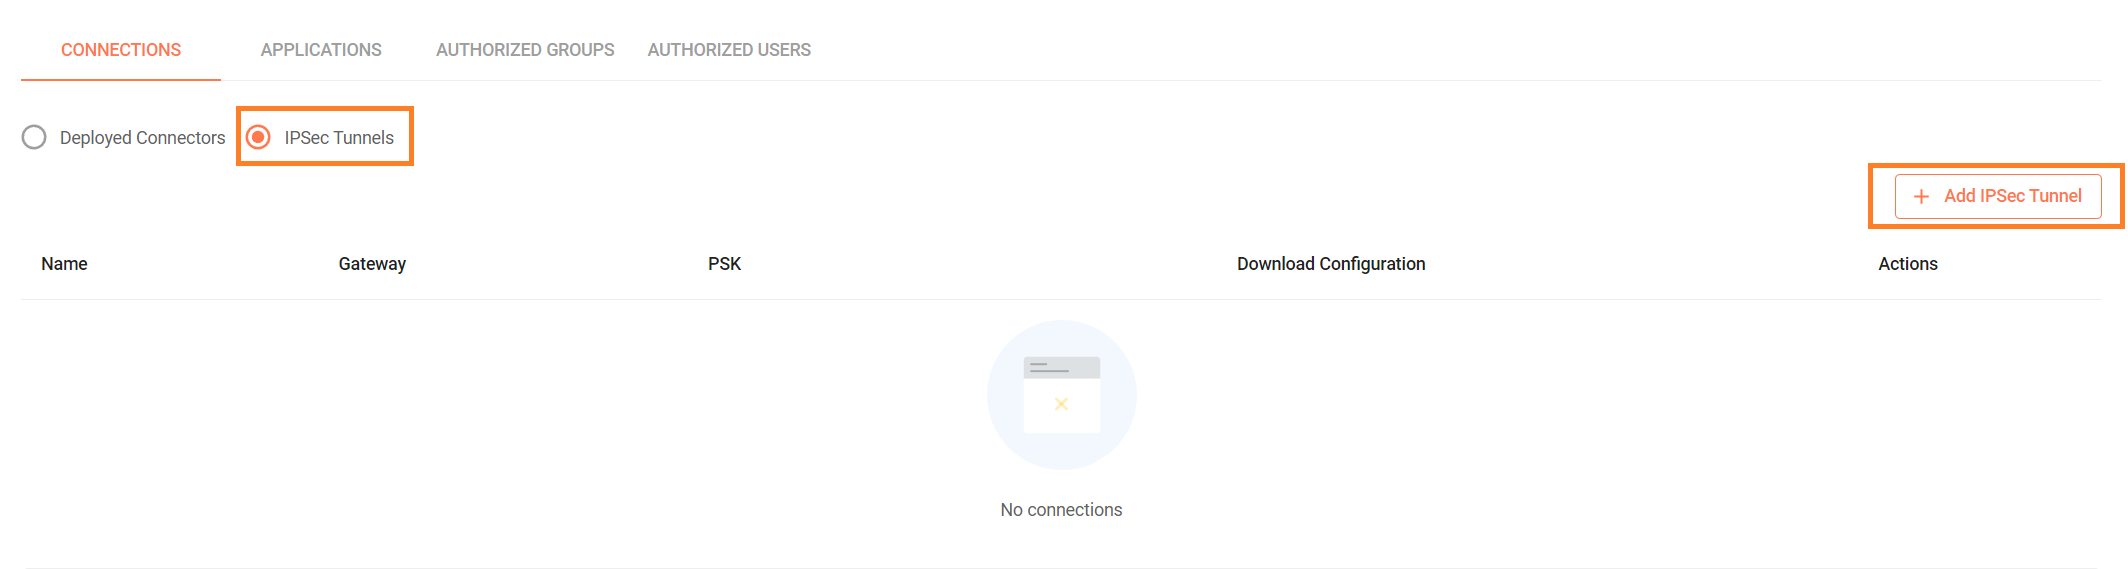 CONNECTIONS APPLICATIONS AUTHORIZED GROUPS AUTHORIZED USERS
Deployed Connectors IPSec Tunnels
+ Add IPSec Tunnel
Name Gateway PSK Download Configuration Actions
No connections